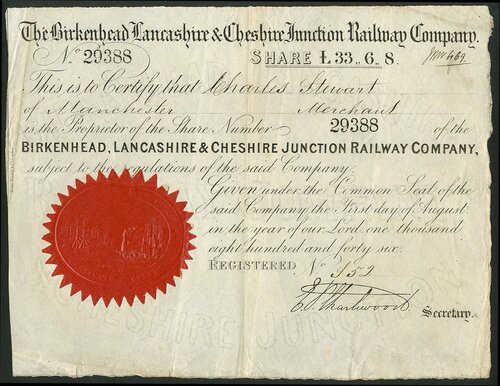 The Birkenhead Lancashire & Cheshire Junction Railway Company.
No. 29388
SHARE £33.6.8.
This is to Certify that Charles Stewart
of Manchester Merchant
is the Proprietor of the Share Number 29388 of the
BIRKENHEAD, LANCASHIRE & CHESHIRE JUNCTION RAILWAY COMPANY,
subject to the regulations of the said Company.
Given under the Common Seal of the
said Company the First day of August
in the year of our Lord, one thousand
eight hundred and forty six.
REGISTERED No. 352
Secretary.